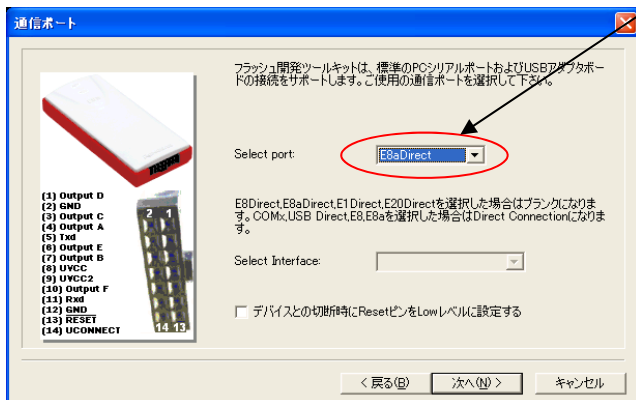 通信ポート
フラッシュ開発ツールキットは、標準のPCシリアルポートおよびUSBアダプタボー
ドの接続をサポートします。ご使用の通信ポートを選択して下さい。
Select port:
E8aDirect
(1) Output D
(2) GND
(3) Output C
(4) Output A
(5) Txd
(6) Output E
(7) Output B
(8) UVCC
(9) UVCC2
(10) Output F
(11) Rxd
(12) GND
(13) RESET
(14) UCONNECT
2 1
14 13
E8Direct,E8aDirect,E1Direct,E20Directを選択した場合はブランクになりま
す。COMx,USB Direct,E8,E8aを選択した場合はDirect Connectionになりま
す。
Select Interface:
デバイスとの切断時にResetピンをLowレベルに設定する
< 戻る(B)
次へ(N) >
キャンセル